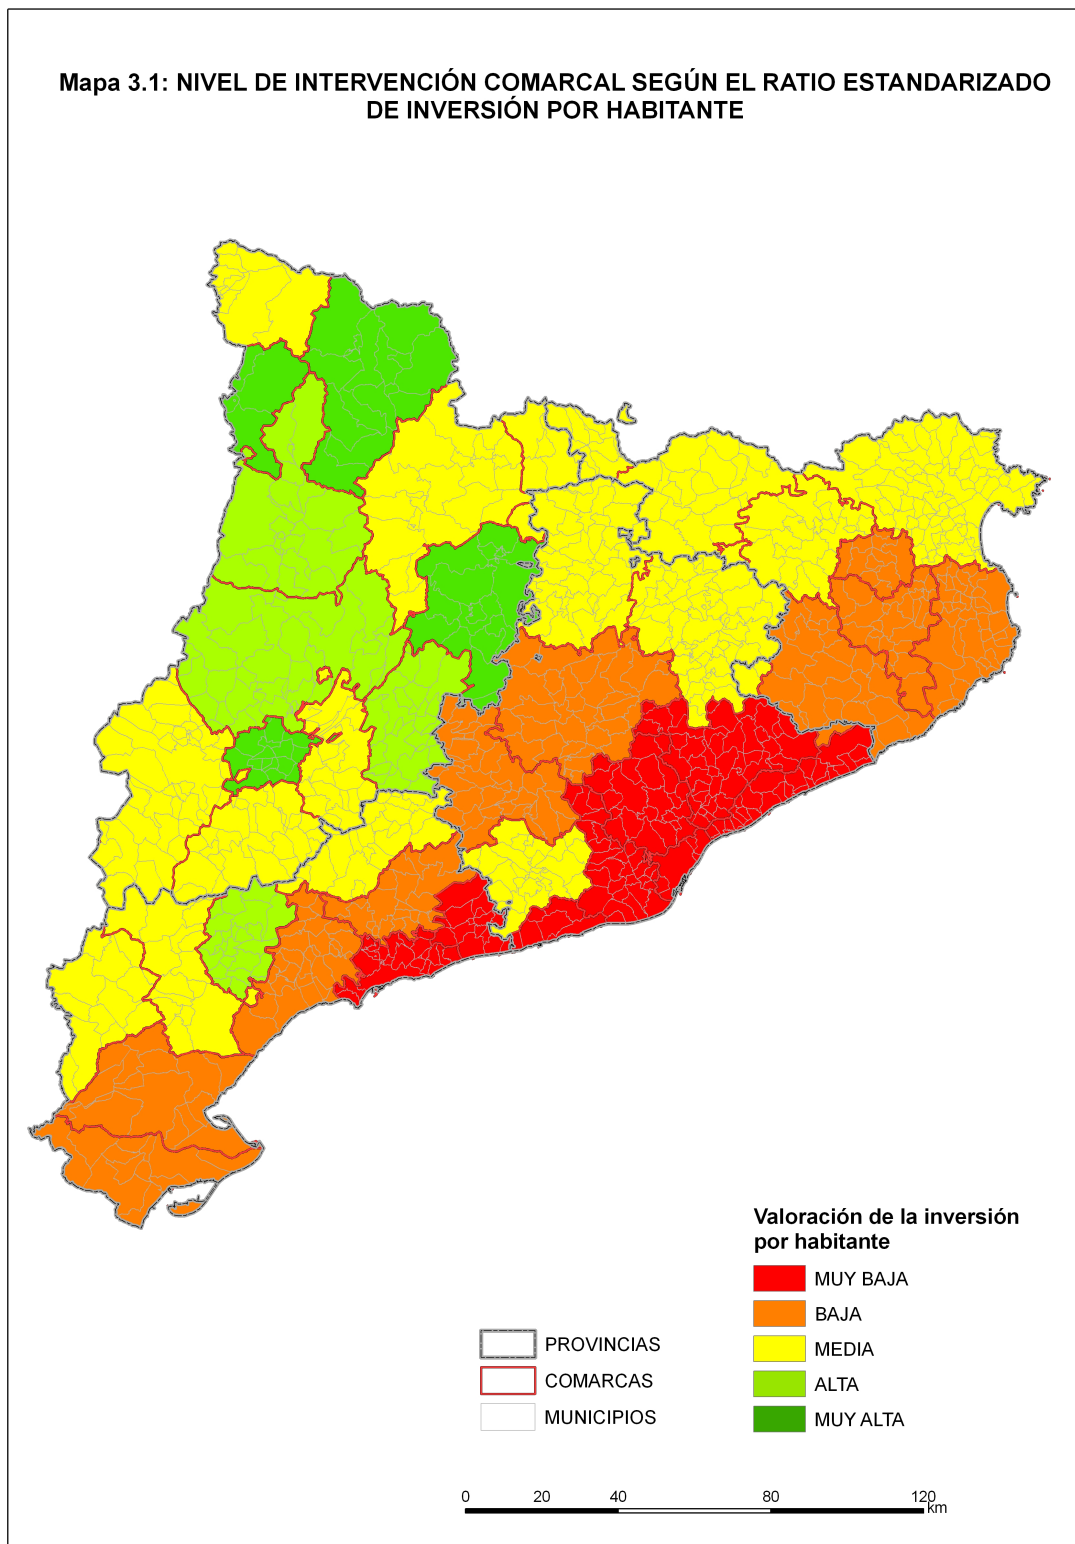 Mapa 3.1: NIVEL DE INTERVENCIÓN COMARCAL SEGÚN EL RATIO ESTANDARIZADO
DE INVERSIÓN POR HABITANTE
Valoración de la inversión
por habitante
MUY BAJA
BAJA
MEDIA
ALTA
MUY ALTA
PROVINCIAS
COMARCAS
MUNICIPIOS
0 20 40 80 120
km